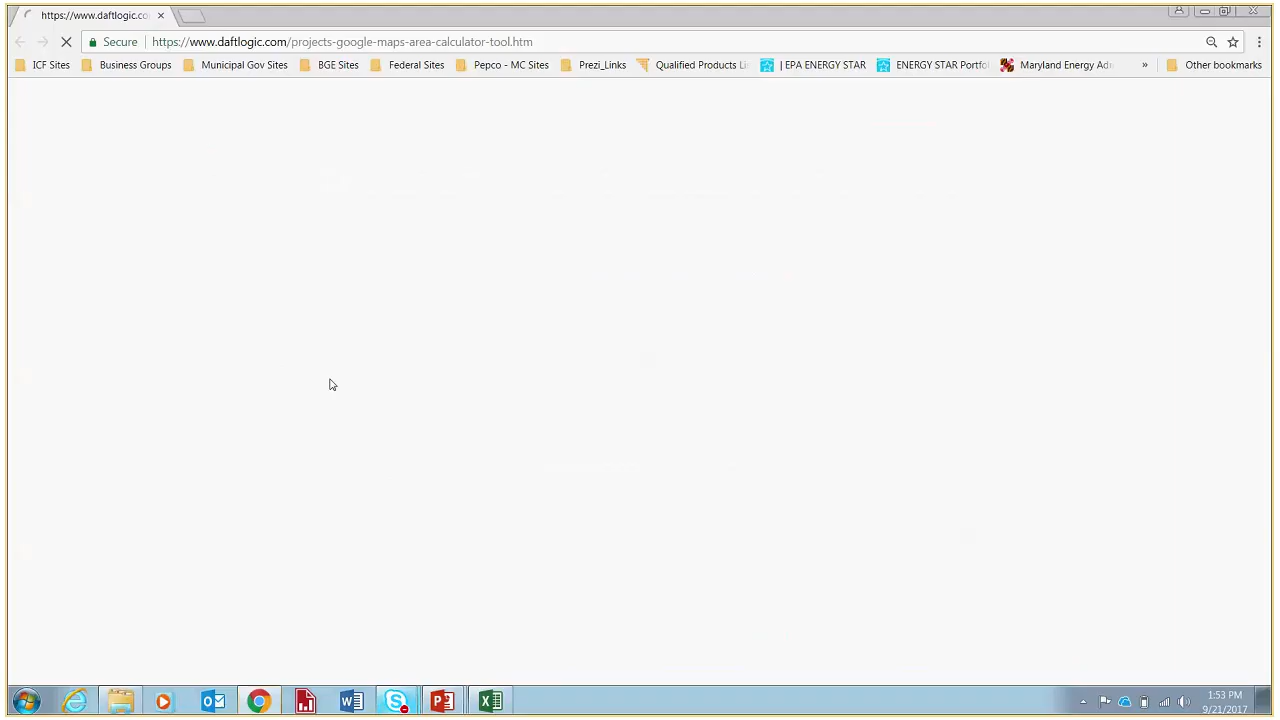 https://www.daftlogic.co
Secure https://www.daftlogic.com/projects-google-maps-area-calculator-tool.htm
ICF Sites Business Groups Municipal Gov Sites BGE Sites Federal Sites Pepco - MC Sites Prezi_Links Qualified Products Li | EPA ENERGY STAR ENERGY STAR Portfo Maryland Energy Ad » Other bookmarks
1:53 PM
9/21/2017